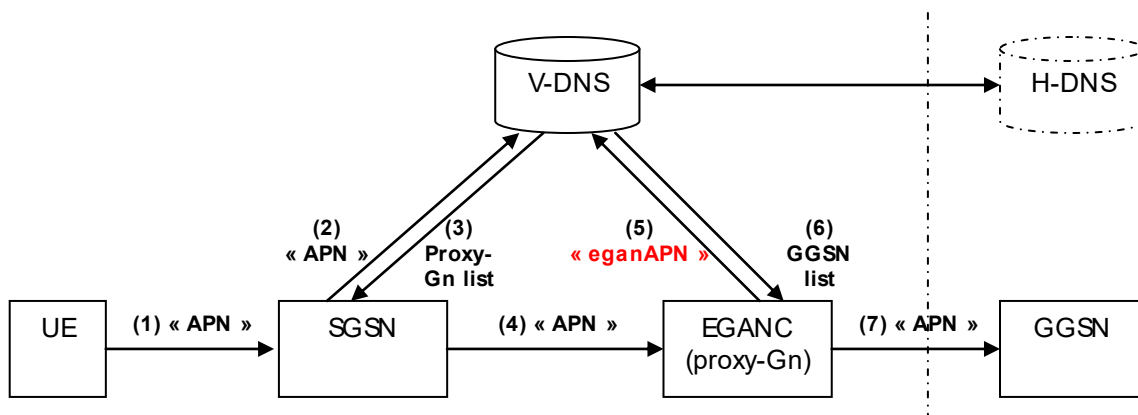 V-DNS
H-DNS
(2)
« APN »
(3)
Proxy-
Gn list
(5)
« eganAPN »
(6)
GGSN
list
UE
(1) « APN »
SGSN
(4) « APN »
EGANC
(proxy-Gn)
(7) « APN »
GGSN